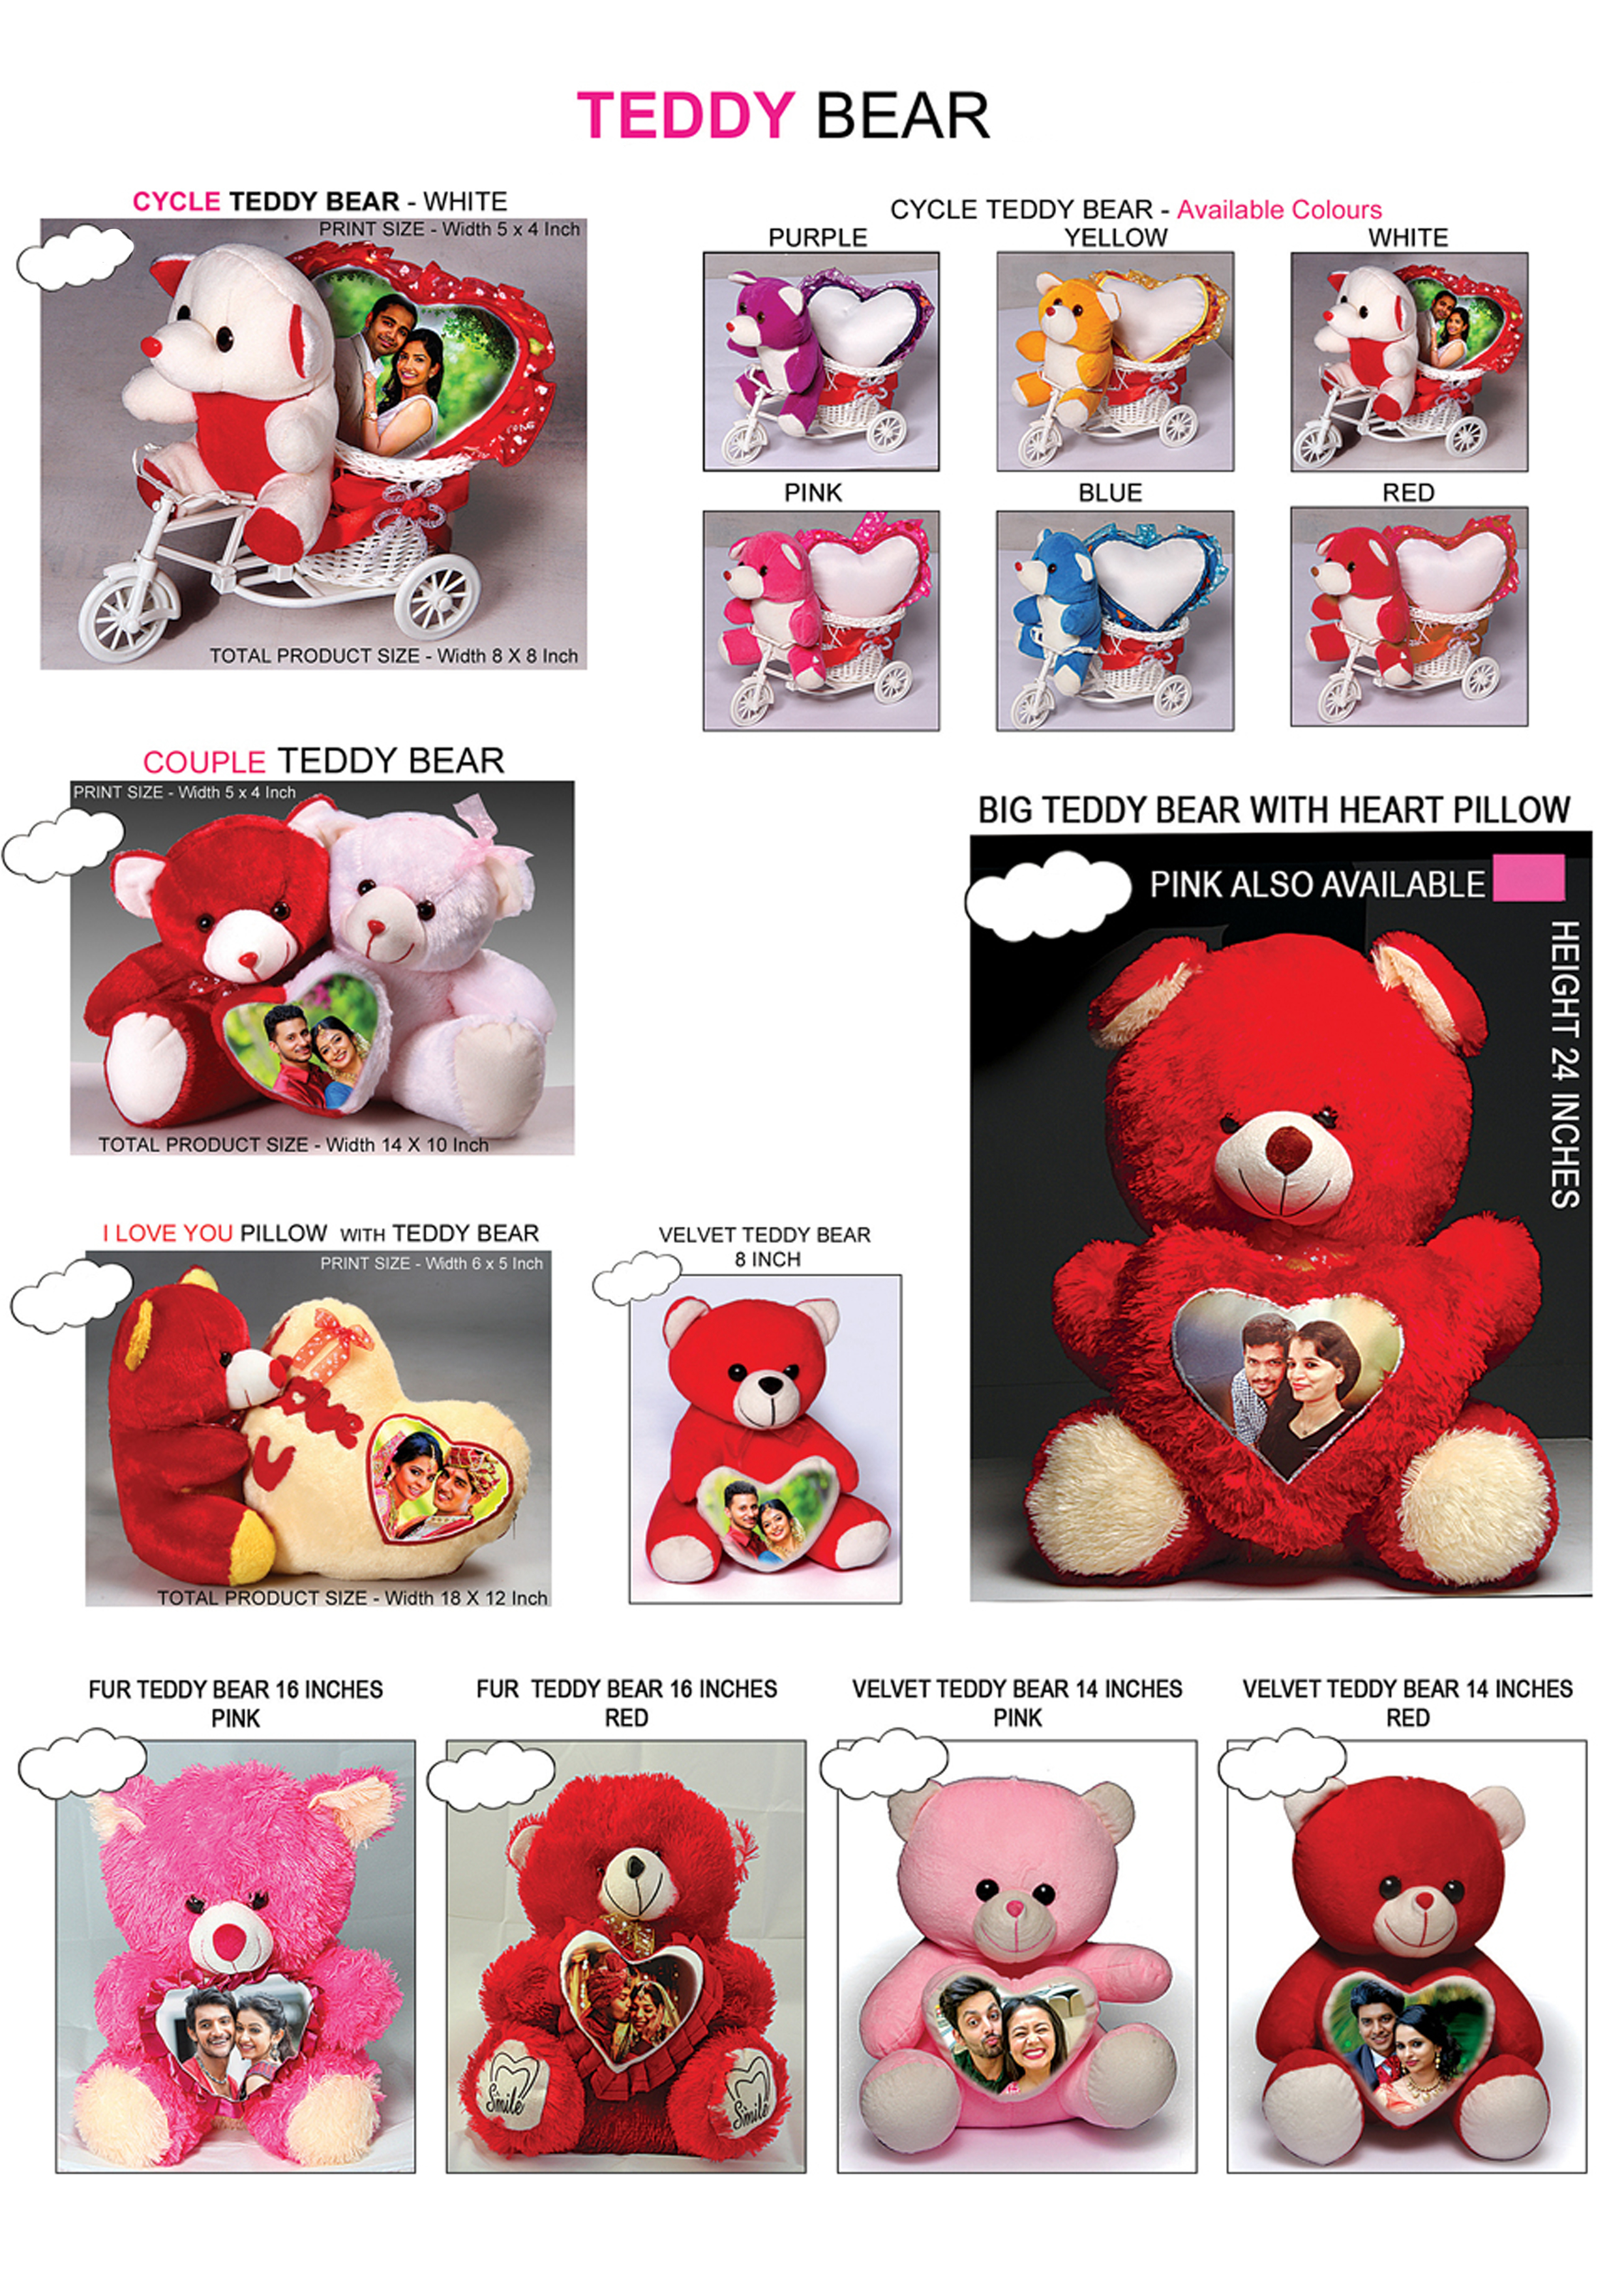 TEDDY BEAR
CYCLE TEDDY BEAR - WHITE
PRINT SIZE - Width 5 x 4 Inch
TOTAL PRODUCT SIZE - Width 8 X 8 Inch
CYCLE TEDDY BEAR - Available Colours
PURPLE
YELLOW
WHITE
PINK
BLUE
RED
COUPLE TEDDY BEAR
PRINT SIZE - Width 5 x 4 Inch
TOTAL PRODUCT SIZE - Width 14 X 10 Inch
BIG TEDDY BEAR WITH HEART PILLOW
PINK ALSO AVAILABLE
HEIGHT 24 INCHES
I LOVE YOU PILLOW WITH TEDDY BEAR
PRINT SIZE - Width 6 x 5 Inch
Love
U
TOTAL PRODUCT SIZE - Width 18 X 12 Inch
VELVET TEDDY BEAR
8 INCH
FUR TEDDY BEAR 16 INCHES
PINK
FUR TEDDY BEAR 16 INCHES
RED
Smile
Smile
VELVET TEDDY BEAR 14 INCHES
PINK
VELVET TEDDY BEAR 14 INCHES
RED